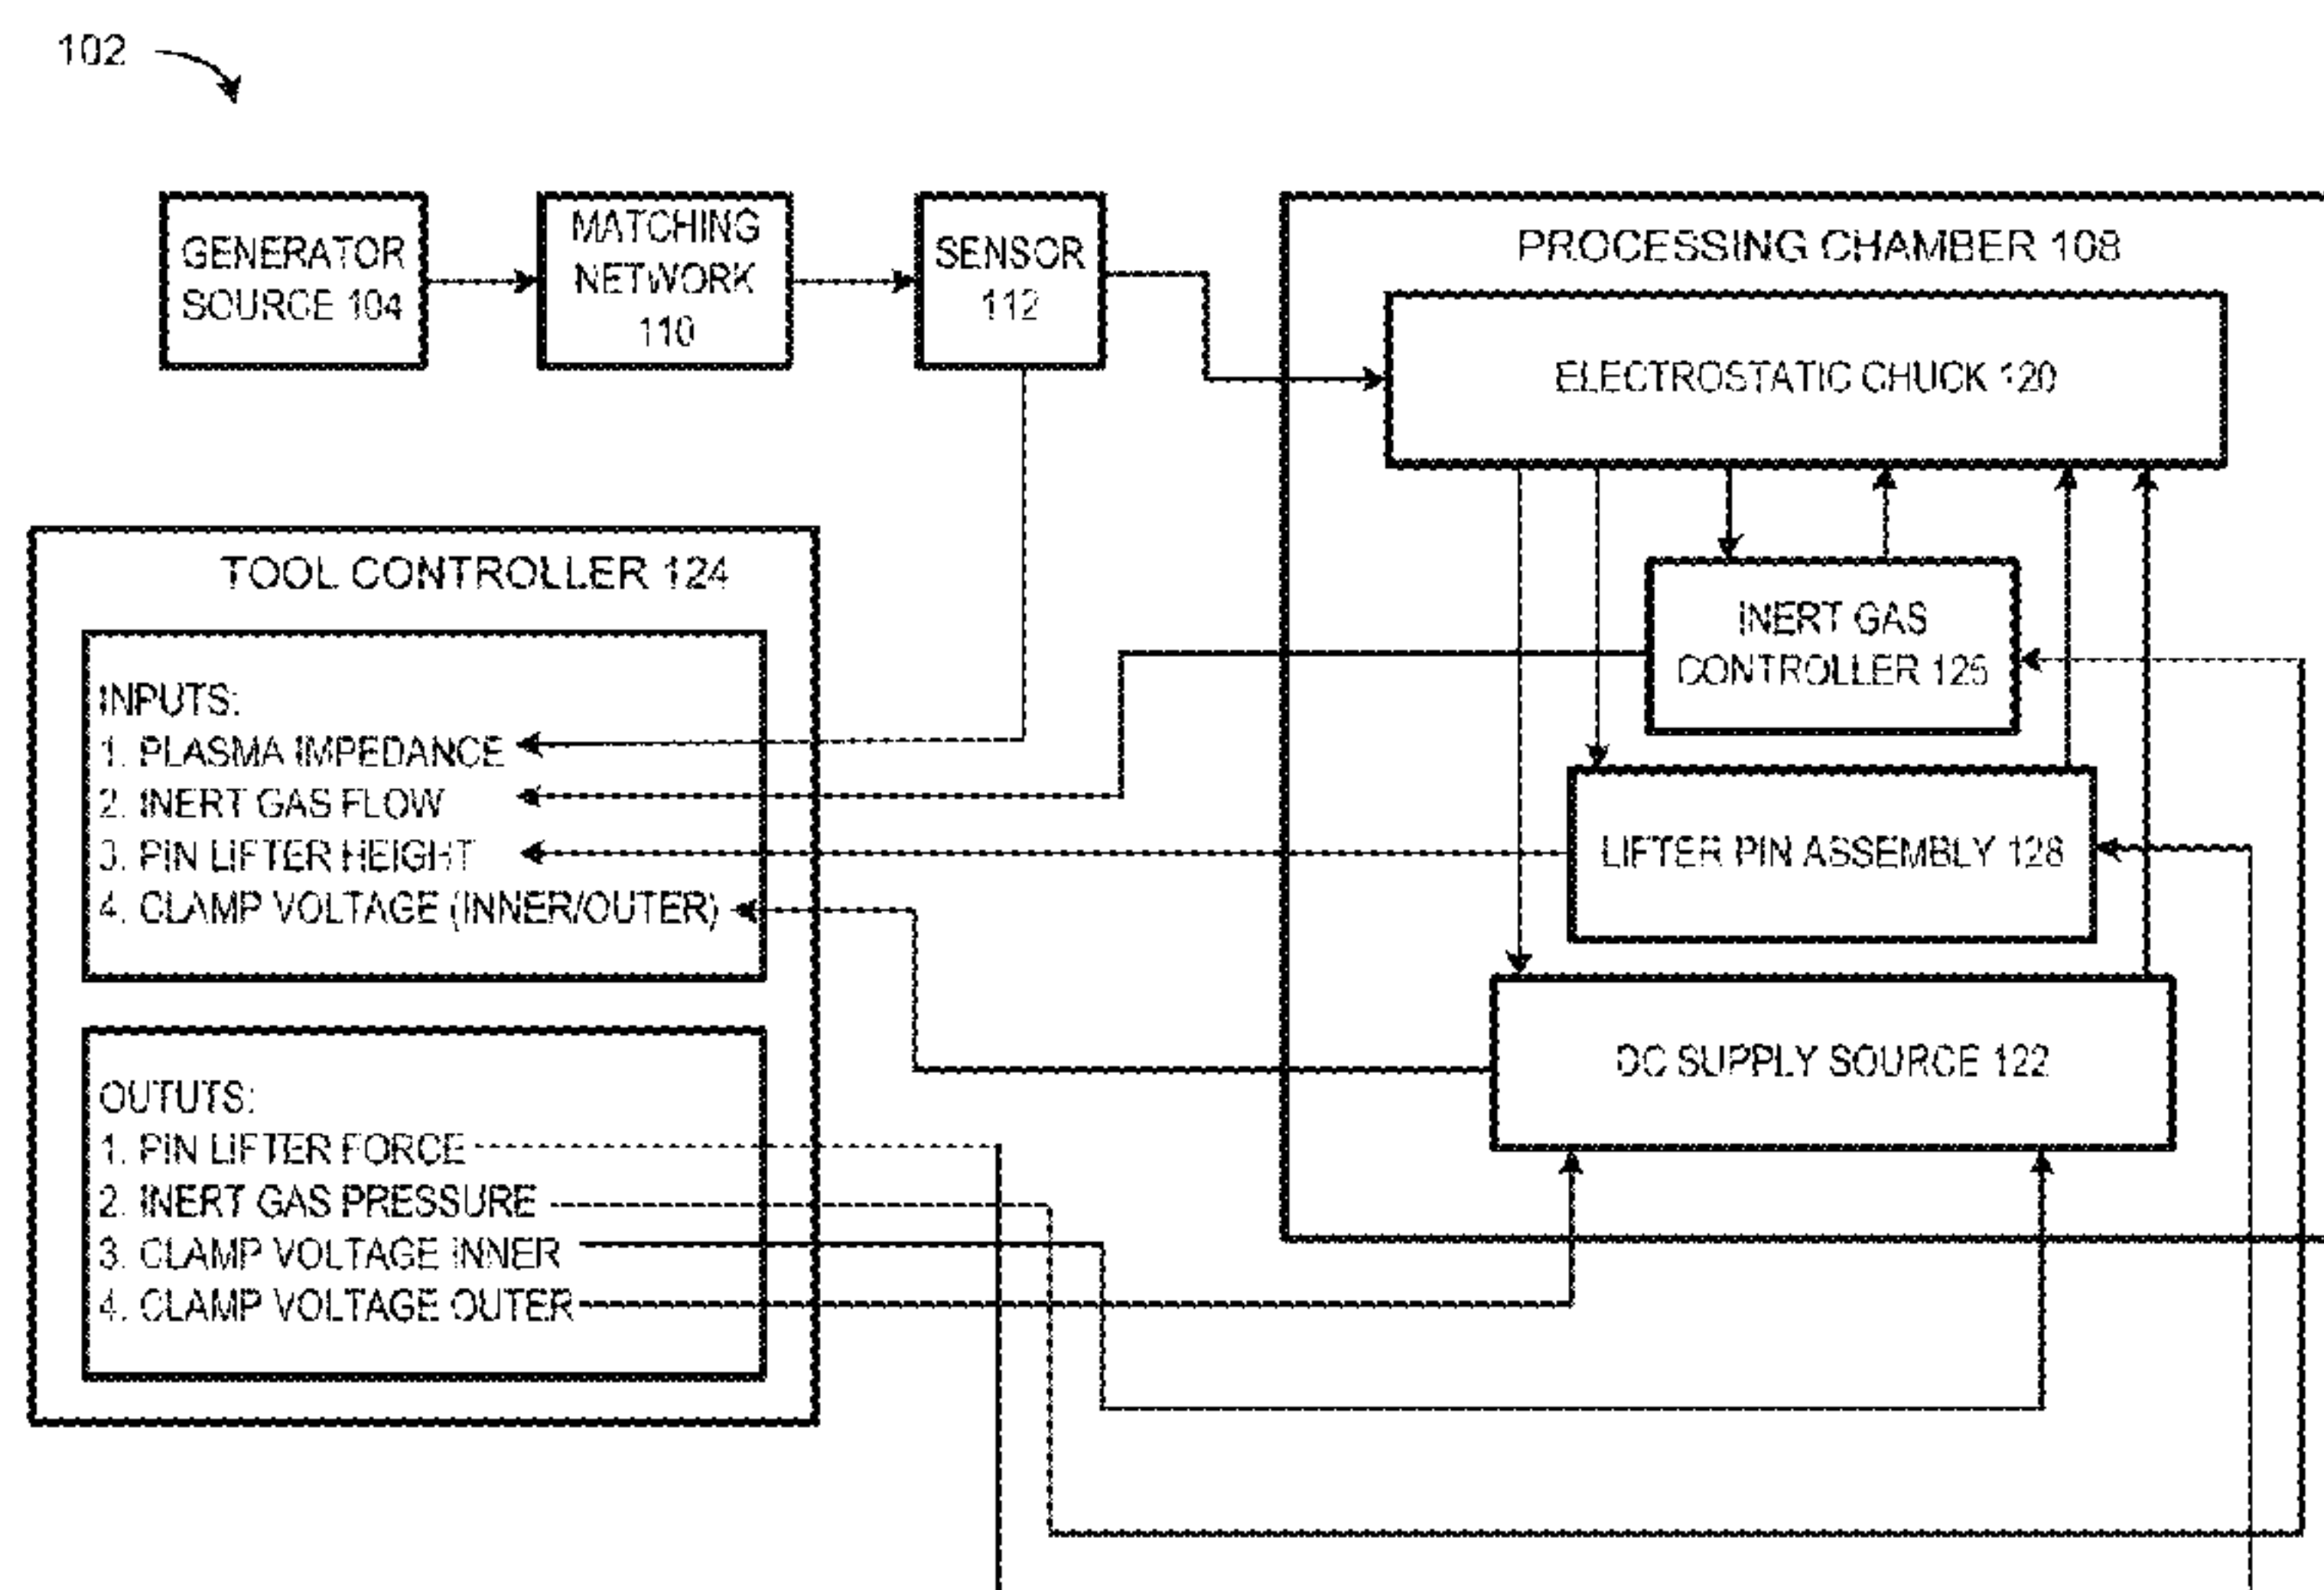 102
GENERATOR
SOURCE 104
MATCHING
NETWORK
110
SENSOR
112
PROCESSING CHAMBER 108
ELECTROSTATIC CHUCK 120
INERT GAS
CONTROLLER 126
LIFTER PIN ASSEMBLY 128
DC SUPPLY SOURCE 122
TOOL CONTROLLER 124
INPUTS:
1. PLASMA IMPEDANCE
2. INERT GAS FLOW
3. PIN LIFTER HEIGHT
4. CLAMP VOLTAGE (INNER/OUTER)
OUTUTS:
1. PIN LIFTER FORCE
2. INERT GAS PRESSURE
3. CLAMP VOLTAGE INNER
4. CLAMP VOLTAGE OUTER